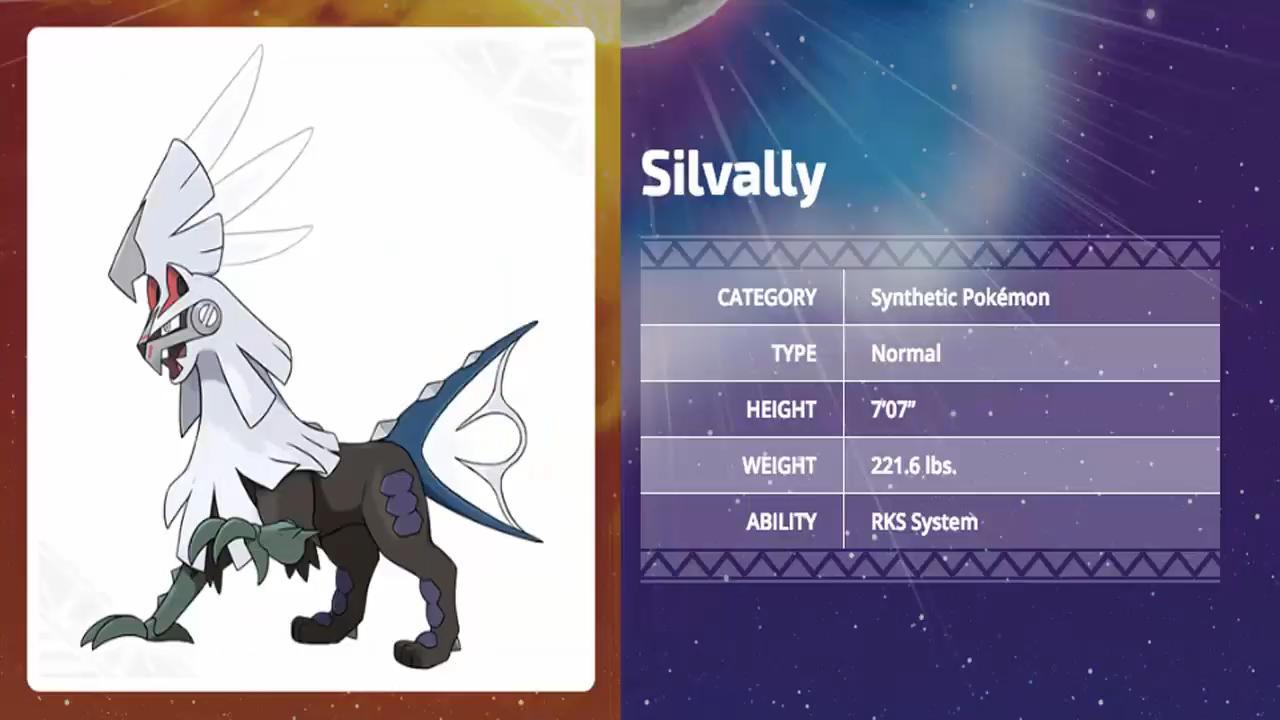 Silvally
CATEGORY Synthetic Pokémon
TYPE Normal
HEIGHT 7'07”
WEIGHT 221.6 lbs.
ABILITY RKS System